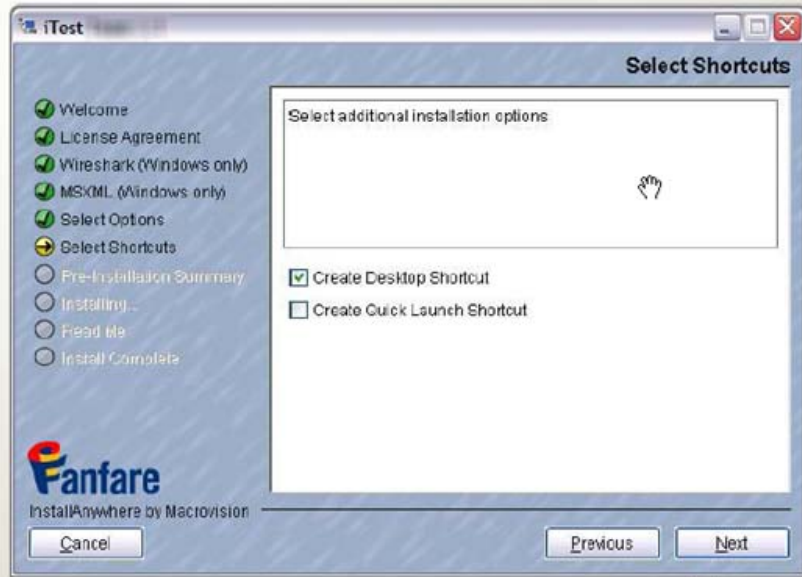 iTest
Select Shortcuts
Welcome
License Agreement
Wireshark (Windows only)
MSXML (Windows only)
Select Options
Select Shortcuts
Pre-Installation Summary
Installing...
Read Me
Install Complete
Select additional installation options
Create Desktop Shortcut
Create Quick Launch Shortcut
Fanfare
InstallAnywhere by Macrovision
Cancel
Previous
Next